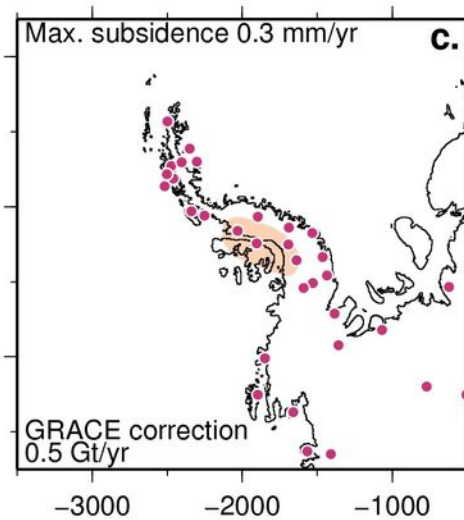 Max. subsidence 0.3 mm/yr
c.
GRACE correction
0.5 Gt/yr
−3000 −2000 −1000